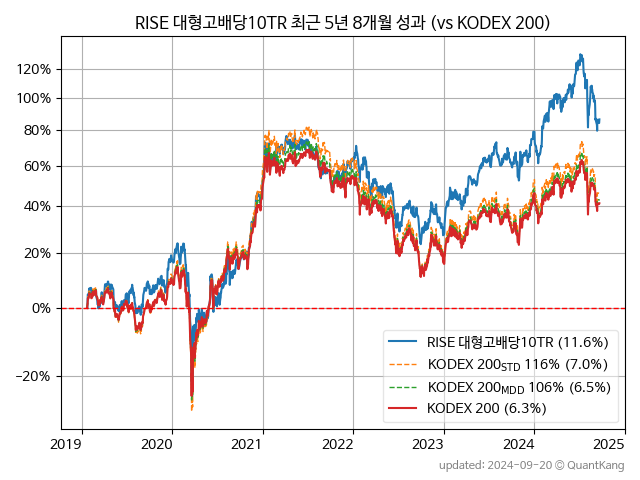 RISE 대형고배당10TR 최근 5년 8개월 성과 (vs KODEX 200)
120%
100%
80%
60%
40%
20%
0%
−20%
RISE 대형고배당10TR (11.6%)
KODEX 200STD 116% (7.0%)
KODEX 200MDD 106% (6.5%)
KODEX 200 (6.3%)
2019 2020 2021 2022 2023 2024 2025
updated: 2024-09-20 © QuantKang